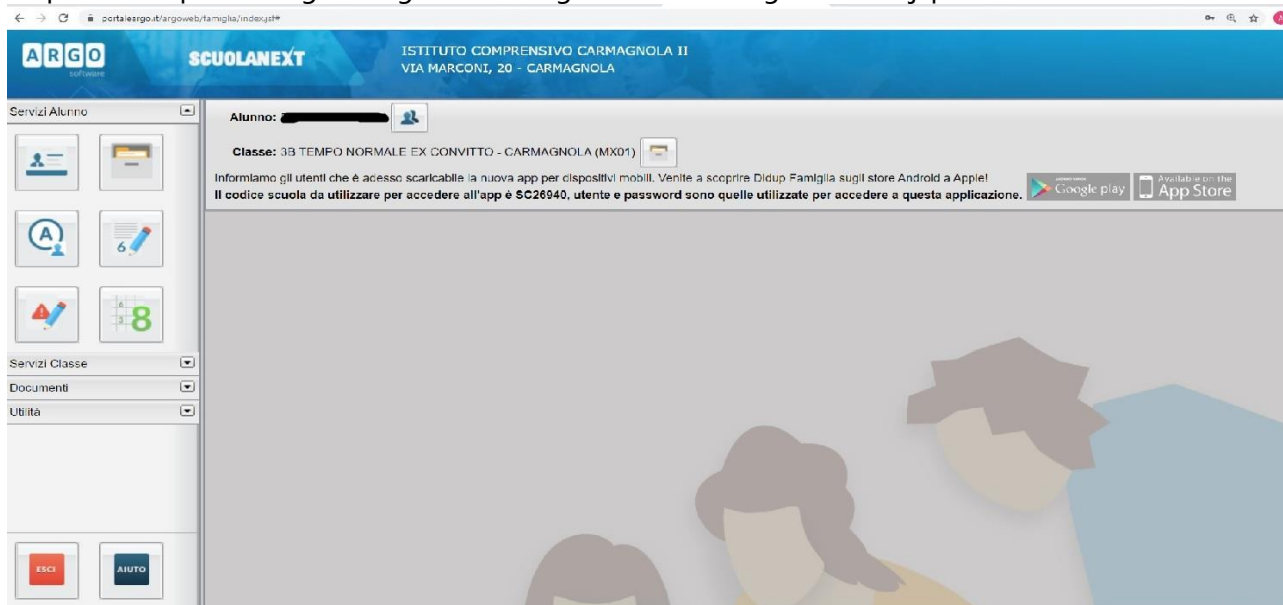 portaleargo.it/argoweb/famiglia/index.jsf#
ARGO
software
SCUOLANEXT
ISTITUTO COMPRENSIVO CARMAGNOLA II
VIA MARCONI, 20 - CARMAGNOLA
Servizi Alunno
Alunno:
Classe: 3B TEMPO NORMALE EX CONVITTO - CARMAGNOLA (MX01)
Informiamo gli utenti che è adesso scaricabile la nuova app per dispositivi mobili. Venite a scoprire Didup Famiglia sugli store Android a Apple!
Il codice scuola da utilizzare per accedere all'app è SC26940, utente e password sono quelle utilizzate per accedere a questa applicazione.
Google play
Available on the
App Store
A
6
8
Servizi Classe
Documenti
Utilità
ESCI
AIUTO